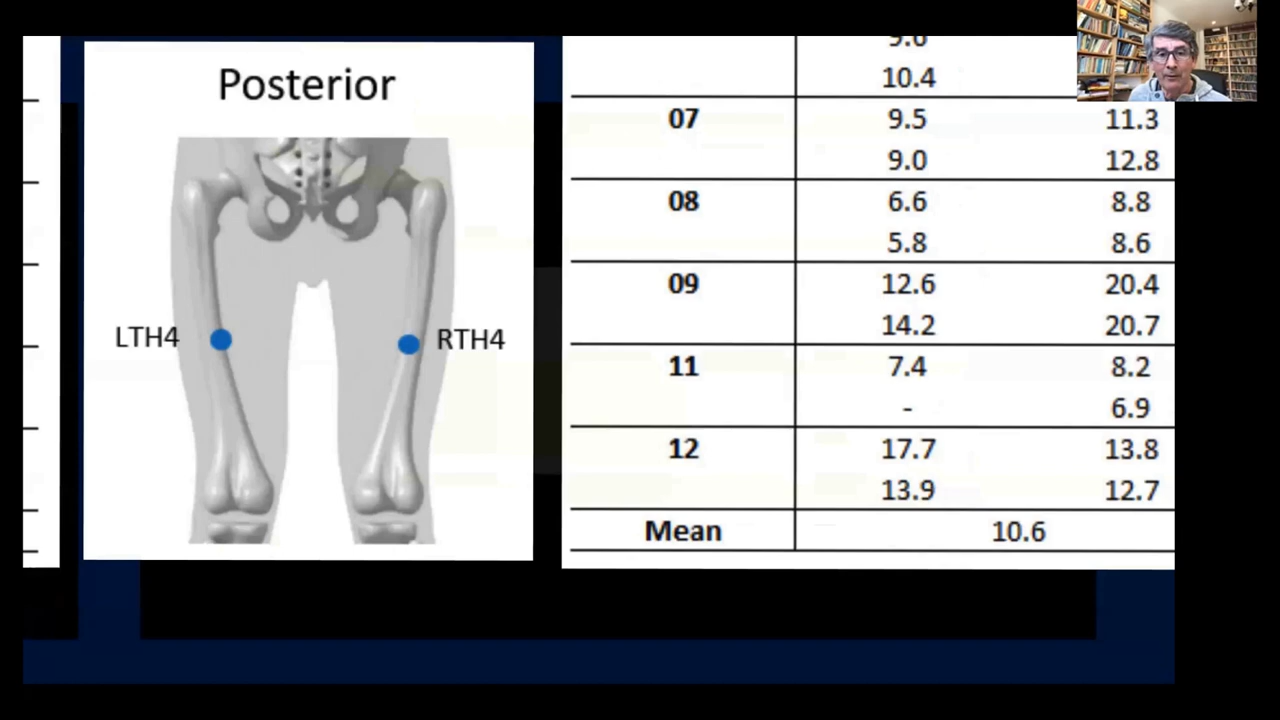 Posterior
LTH4
RTH4
9.6
10.4
07 9.5 11.3
9.0 12.8
08 6.6 8.8
5.8 8.6
09 12.6 20.4
14.2 20.7
11 7.4 8.2
- 6.9
12 17.7 13.8
13.9 12.7
Mean 10.6